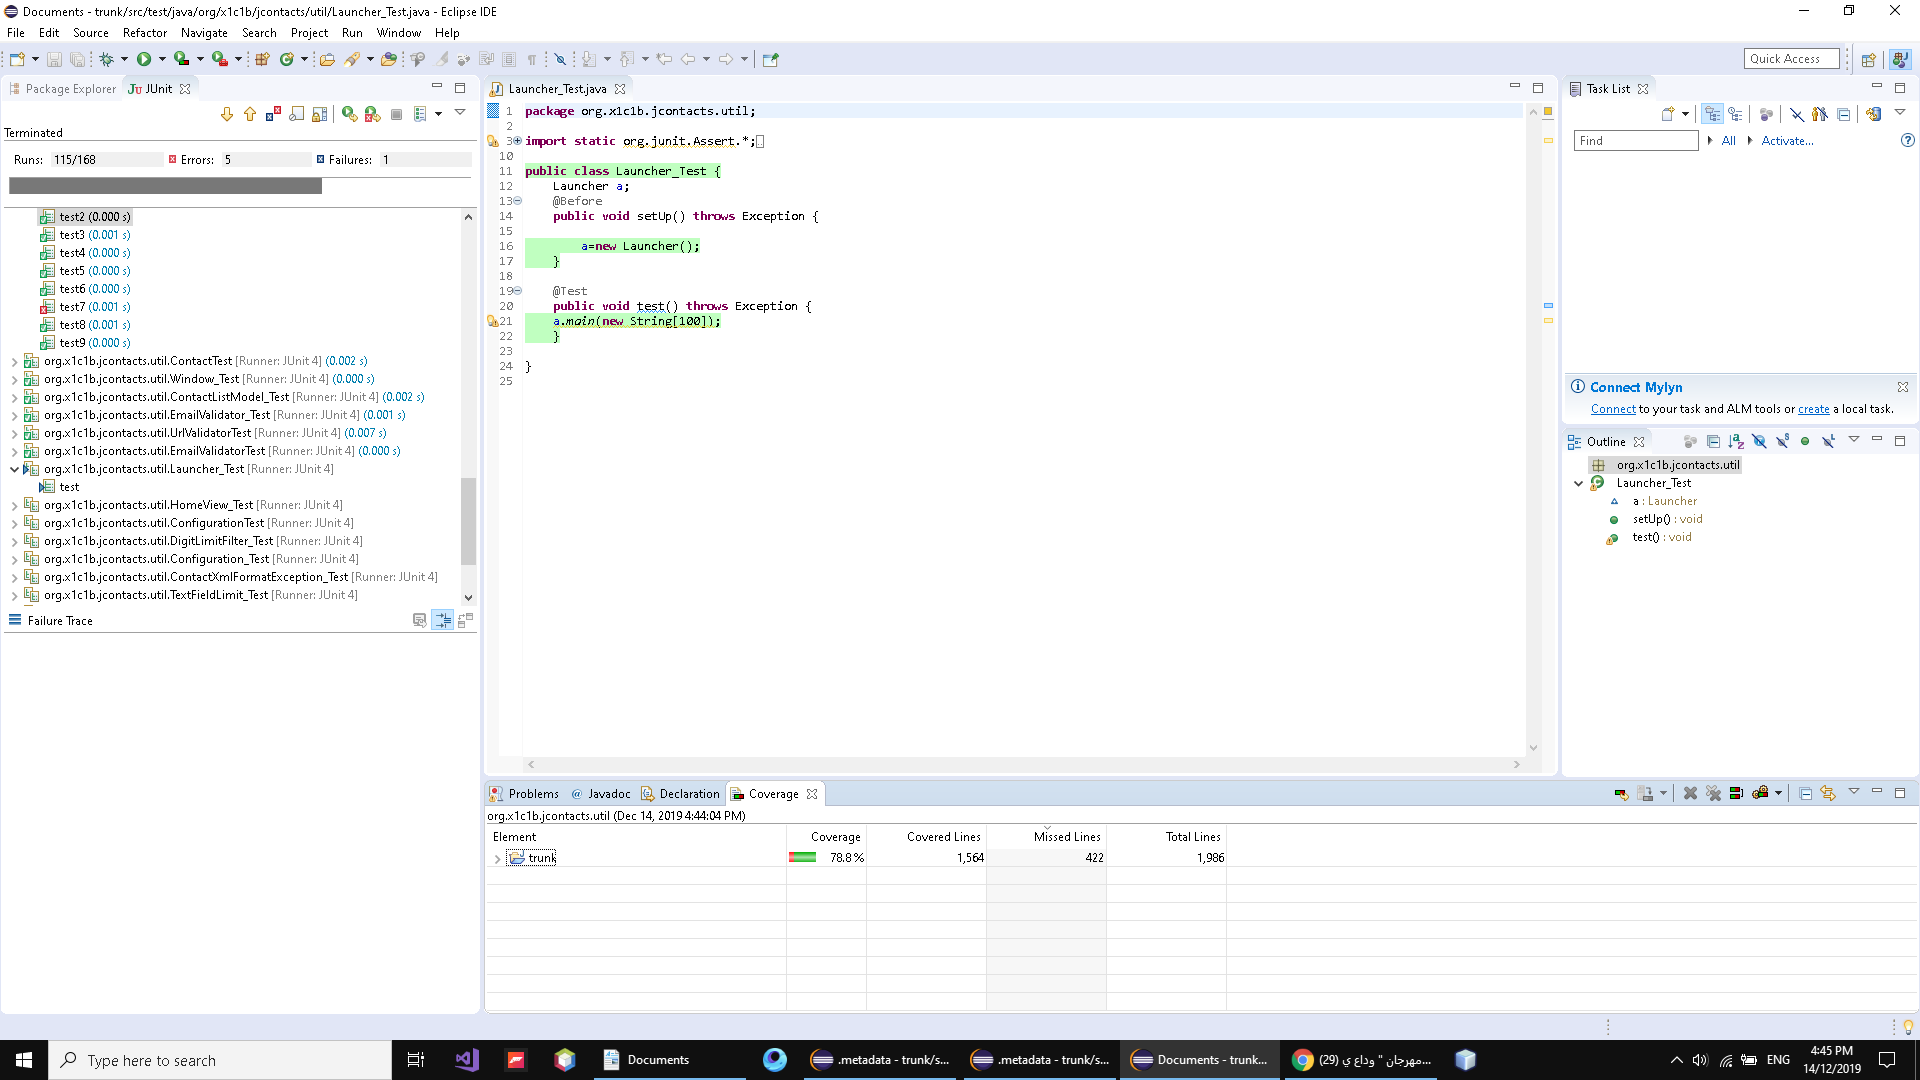 Documents - trunk/src/test/java/org/x1c1b/jcontacts/util/Launcher_Test.java - Eclipse IDE
File Edit Source Refactor Navigate Search Project Run Window Help
Quick Access
Package Explorer JUnit
Terminated
Runs: 115/168 Errors: 5 Failures: 1
test2 (0.000 s)
test3 (0.001 s)
test4 (0.000 s)
test5 (0.000 s)
test6 (0.000 s)
test7 (0.001 s)
test8 (0.001 s)
test9 (0.000 s)
org.x1c1b.jcontacts.util.ContactTest [Runner: JUnit 4] (0.002 s)
org.x1c1b.jcontacts.util.Window_Test [Runner: JUnit 4] (0.000 s)
org.x1c1b.jcontacts.util.ContactListModel_Test [Runner: JUnit 4] (0.002 s)
org.x1c1b.jcontacts.util.EmailValidator_Test [Runner: JUnit 4] (0.001 s)
org.x1c1b.jcontacts.util.UrlValidatorTest [Runner: JUnit 4] (0.007 s)
org.x1c1b.jcontacts.util.EmailValidatorTest [Runner: JUnit 4] (0.000 s)
org.x1c1b.jcontacts.util.Launcher_Test [Runner: JUnit 4]
test
org.x1c1b.jcontacts.util.HomeView_Test [Runner: JUnit 4]
org.x1c1b.jcontacts.util.ConfigurationTest [Runner: JUnit 4]
org.x1c1b.jcontacts.util.DigitLimitFilter_Test [Runner: JUnit 4]
org.x1c1b.jcontacts.util.Configuration_Test [Runner: JUnit 4]
org.x1c1b.jcontacts.util.ContactXmlFormatException_Test [Runner: JUnit 4]
org.x1c1b.jcontacts.util.TextFieldLimit_Test [Runner: JUnit 4]
Failure Trace
Launcher_Test.java
1 package org.x1c1b.jcontacts.util;
2
3 import static org.junit.Assert.*;
10
11 public class Launcher_Test {
12 Launcher a;
13 @Before
14 public void setUp() throws Exception {
15
16 a=new Launcher();
17 }
18
19 @Test
20 public void test() throws Exception {
21 a.main(new String[100]);
22 }
23
24 }
25
Task List
Find All Activate...
Connect Mylyn
Connect to your task and ALM tools or create a local task.
Outline
org.x1c1b.jcontacts.util
Launcher_Test
a : Launcher
setUp() : void
test() : void
Problems @ Javadoc Declaration Coverage
org.x1c1b.jcontacts.util (Dec 14, 2019 4:44:04 PM)
Element Coverage Covered Lines Missed Lines Total Lines
trunk 78.8 % 1,564 422 1,986
Type here to search
Documents
.metadata - trunk/s...
.metadata - trunk/s...
Documents - trunk...
(29) مهرجان " وداع ي...
ENG
4:45 PM
14/12/2019